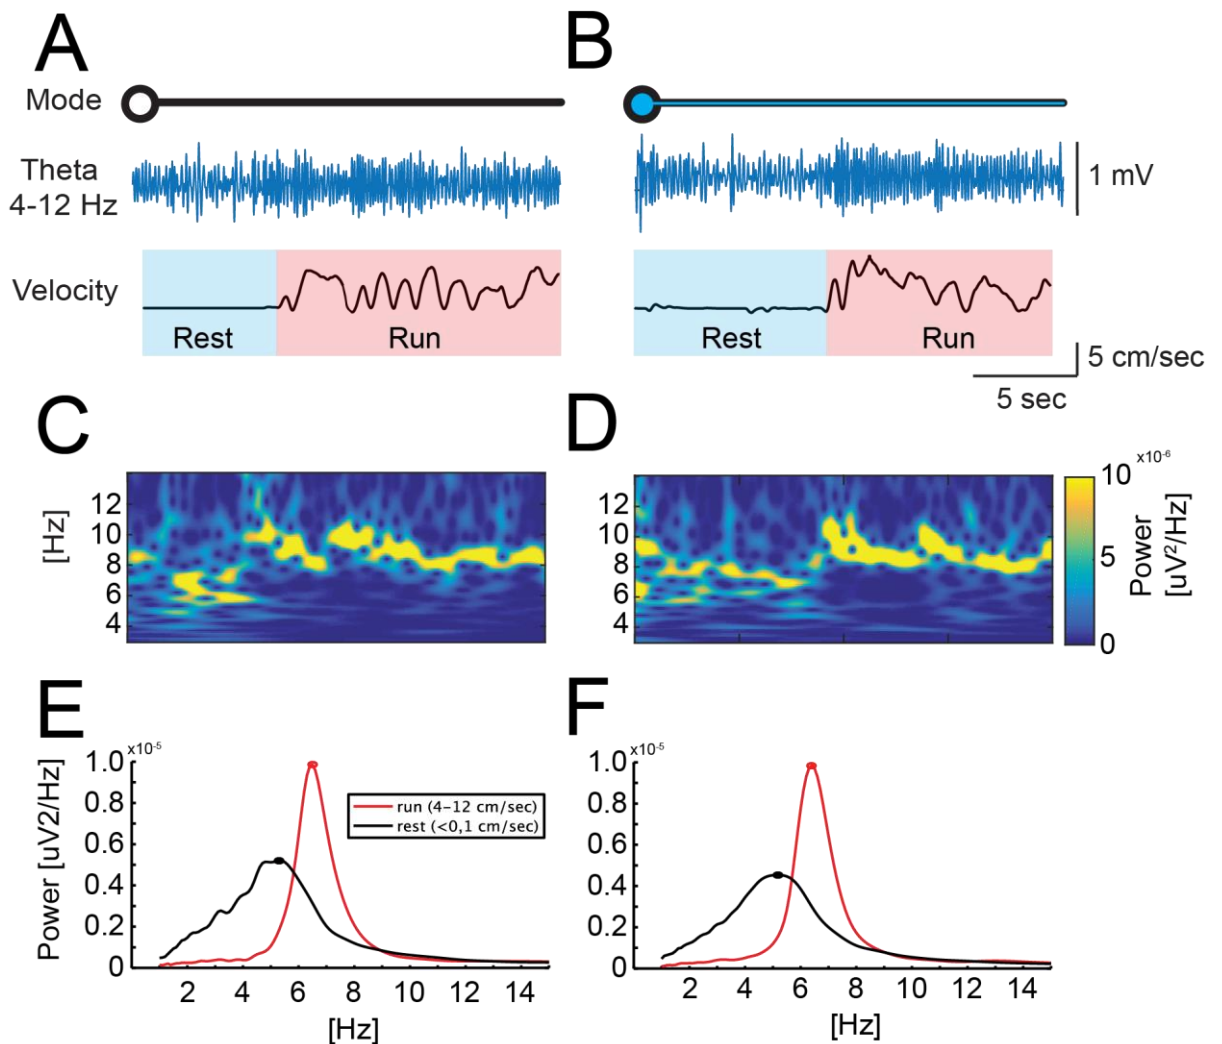 A
B
Mode
Theta
4-12 Hz
1 mV
Velocity
Rest
Run
Rest
Run
5 cm/sec
5 sec
C
D
[Hz]
12
10
8
6
4
12
10
8
6
4
10
x10-6
5
0
Power
[uV²/Hz]
E
F
Power [uV2/Hz]
1.0
x10-5
0.8
0.6
0.4
0.2
0
run (4-12 cm/sec)
rest (<0,1 cm/sec)
2 4 6 8 10 12 14
[Hz]
1.0
x10-5
0.8
0.6
0.4
0.2
0
2 4 6 8 10 12 14
[Hz]